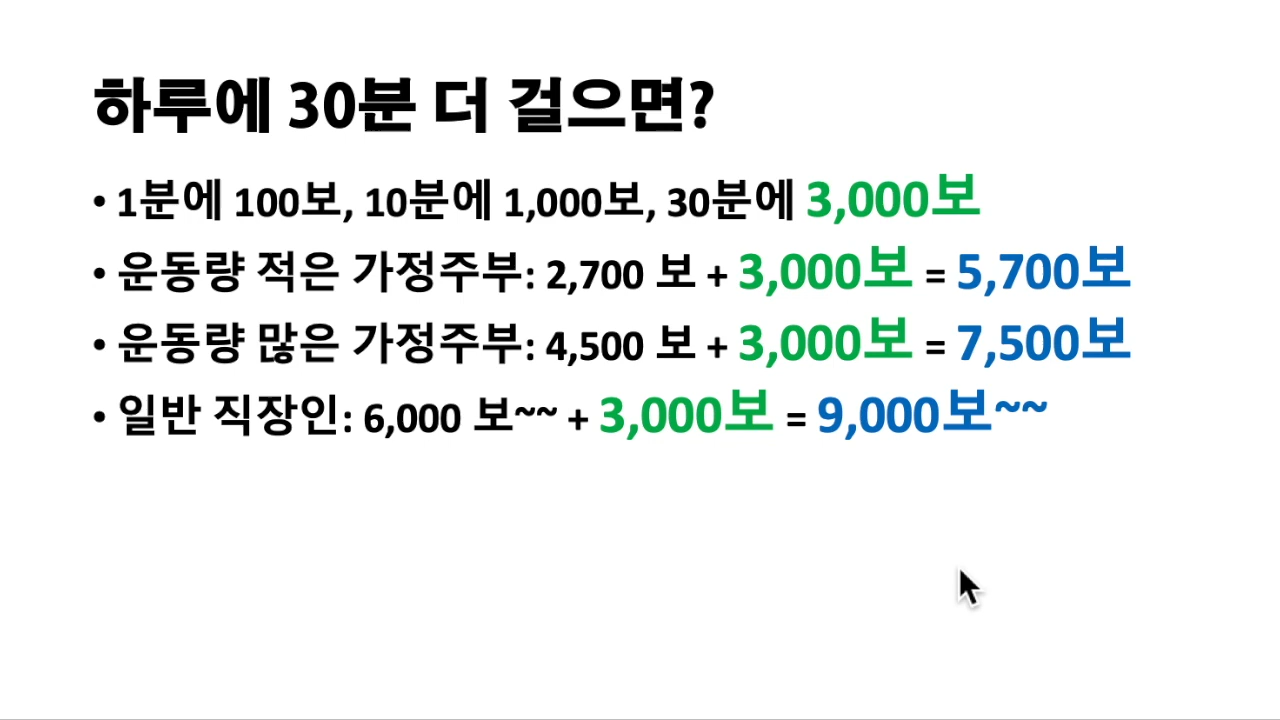 하루에 30분 더 걸으면?
• 1분에 100보, 10분에 1,000보, 30분에 3,000보
• 운동량 적은 가정주부: 2,700 보 + 3,000보 = 5,700보
• 운동량 많은 가정주부: 4,500 보 + 3,000보 = 7,500보
• 일반 직장인: 6,000 보~~ + 3,000보 = 9,000보~~